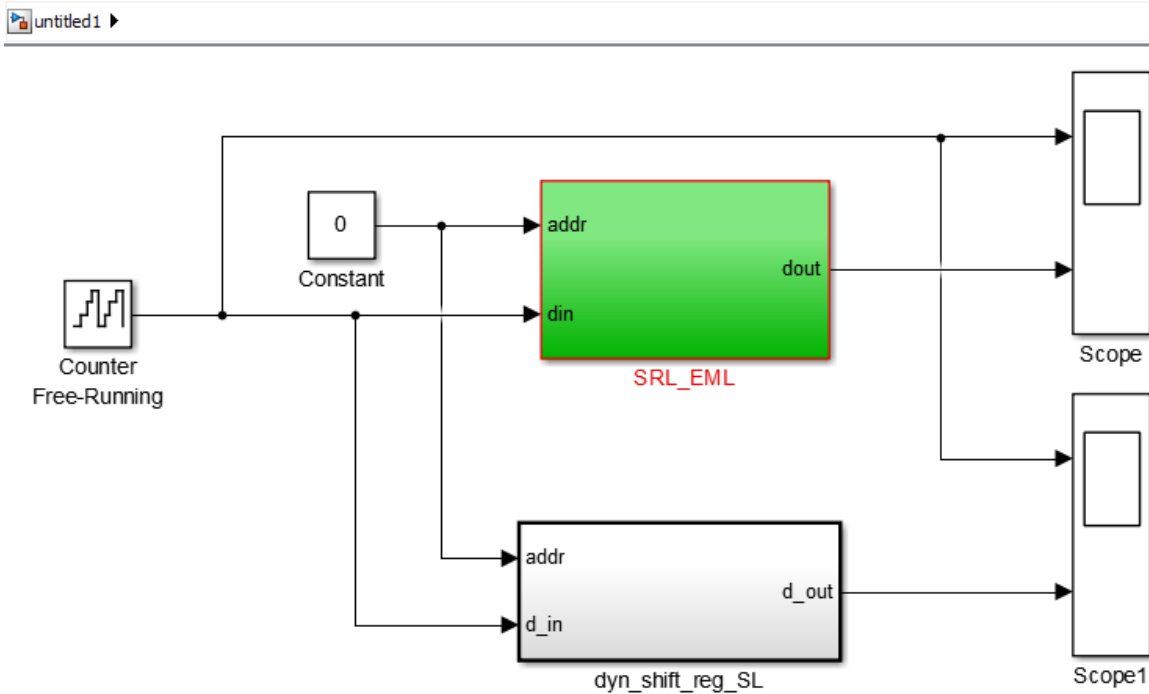 untitled1
addr
0
dout
Constant
din
Counter
Free-Running
Scope
SRL_EML
addr
d_out
d_in
dyn_shift_reg_SL
Scope1